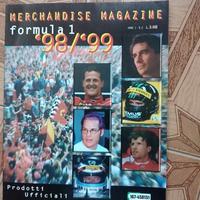 MERCHANDISE MAGAZINE
formula 1
'98/'99
Prodotti
Ufficiali